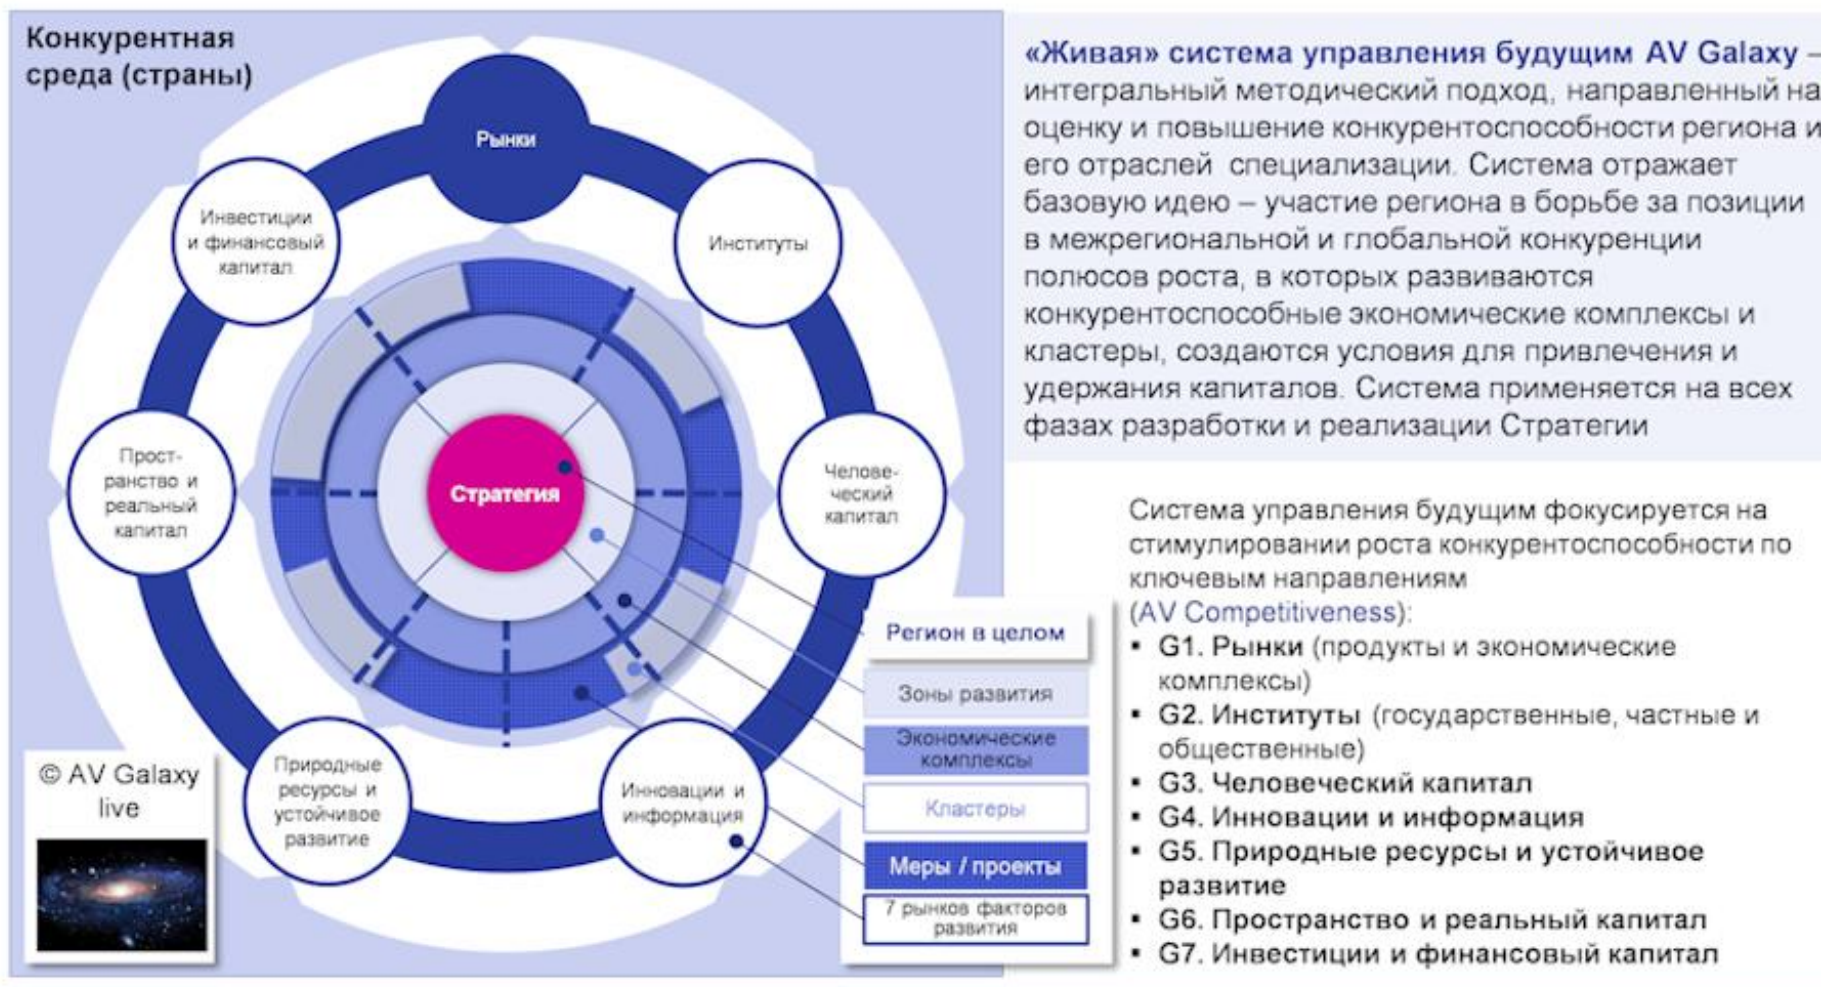 Конкурентная
среда (страны)
Рынки
Инвестиции
и финансовый
капитал
Институты
Прост-
ранство и
реальный
капитал
Стратегия
Челове-
ческий
капитал
Природные
ресурсы и
устойчивое
развитие
Инновации и
информация
© AV Galaxy
live
Регион в целом
Зоны развития
Экономические
комплексы
Кластеры
Меры / проекты
7 рынков факторов
развития
«Живая» система управления будущим AV Galaxy –
интегральный методический подход, направленный на
оценку и повышение конкурентоспособности региона и
его отраслей специализации. Система отражает
базовую идею – участие региона в борьбе за позиции
в межрегиональной и глобальной конкуренции
полюсов роста, в которых развиваются
конкурентоспособные экономические комплексы и
кластеры, создаются условия для привлечения и
удержания капиталов. Система применяется на всех
фазах разработки и реализации Стратегии
Система управления будущим фокусируется на
стимулировании роста конкурентоспособности по
ключевым направлениям
(AV Competitiveness):
▪ G1. Рынки (продукты и экономические
комплексы)
▪ G2. Институты (государственные, частные и
общественные)
▪ G3. Человеческий капитал
▪ G4. Инновации и информация
▪ G5. Природные ресурсы и устойчивое
развитие
▪ G6. Пространство и реальный капитал
▪ G7. Инвестиции и финансовый капитал